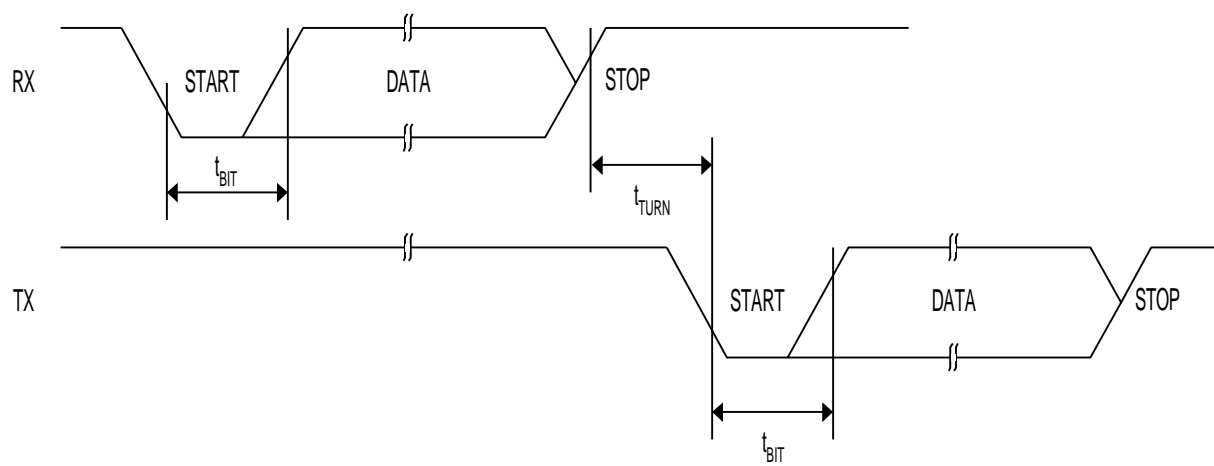 RX
START
DATA
STOP
tBIT
tTURN
TX
START
DATA
STOP
tBIT